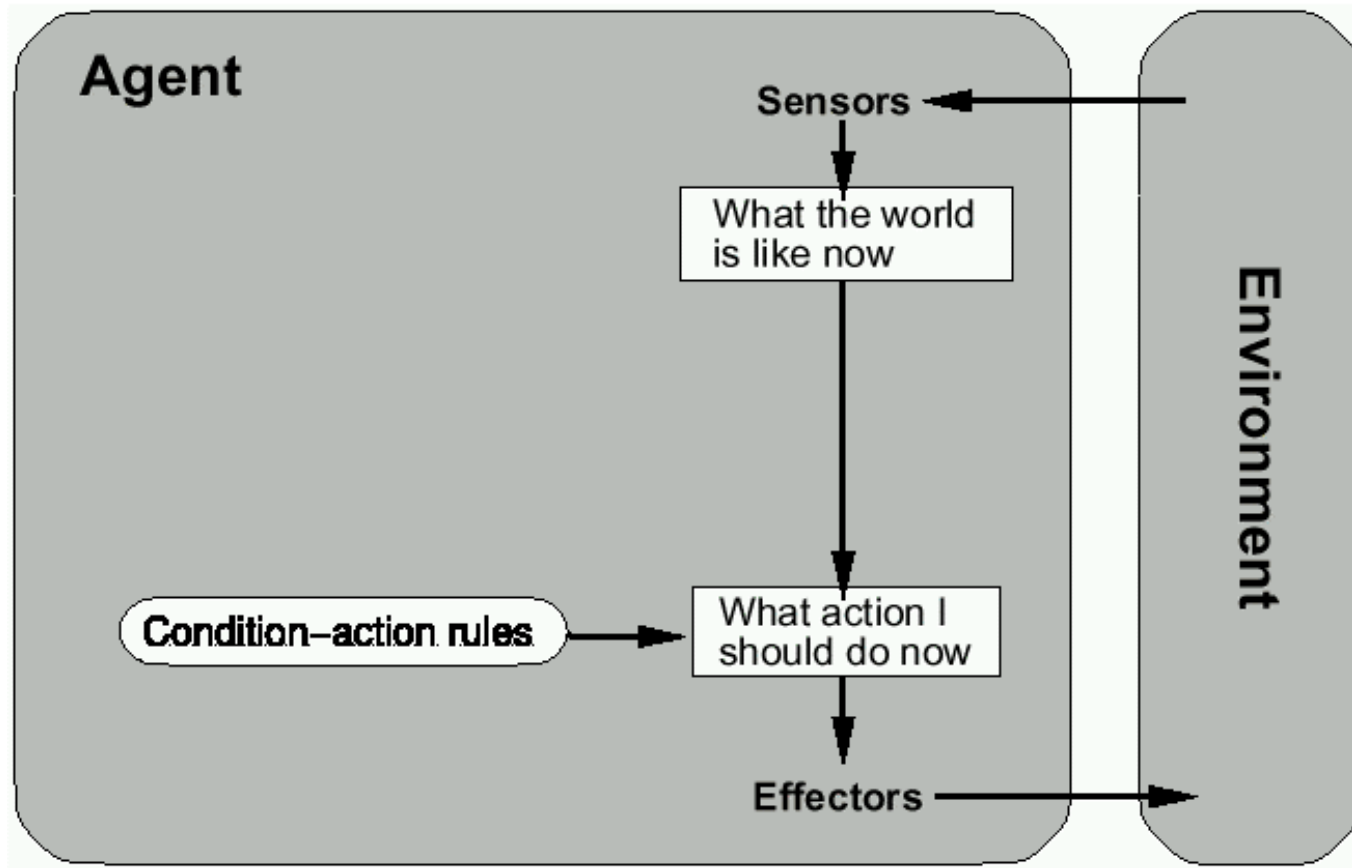 Agent
Sensors
What the world
is like now
Environment
Condition–action rules
What action I
should do now
Effectors